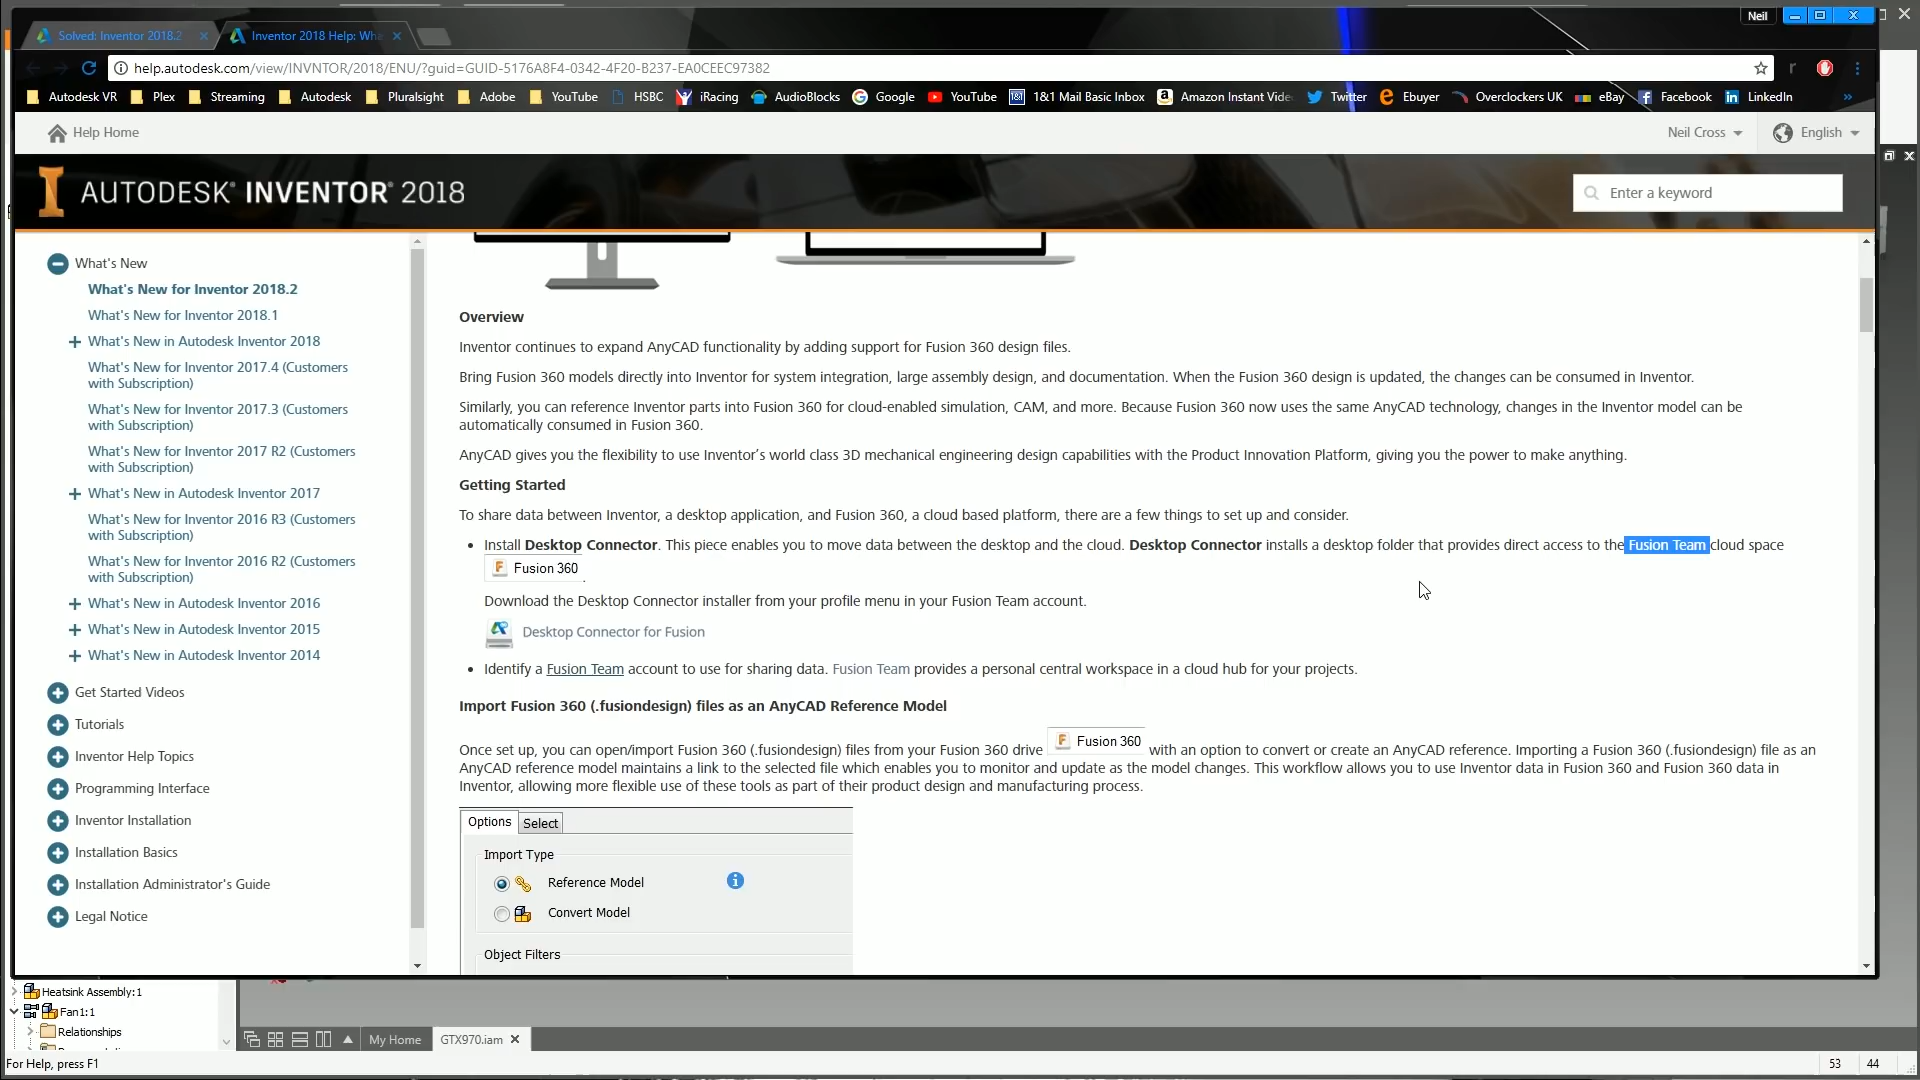 Neil
Solved: Inventor 2018.2
Inventor 2018 Help: Wha
help.autodesk.com/view/INVNTOR/2018/ENU/?guid=GUID-5176A8F4-0342-4F20-B237-EA0CEEC97382
Autodesk VR Plex Streaming Autodesk Pluralsight Adobe YouTube HSBC iRacing AudioBlocks Google YouTube 1&1 Mail Basic Inbox Amazon Instant Vide Twitter Ebuyer Overclockers UK eBay Facebook LinkedIn »
Help Home
Neil Cross
English
AUTODESK® INVENTOR® 2018
Enter a keyword
What's New
What's New for Inventor 2018.2
What's New for Inventor 2018.1
What's New in Autodesk Inventor 2018
What's New for Inventor 2017.4 (Customers
with Subscription)
What's New for Inventor 2017.3 (Customers
with Subscription)
What's New for Inventor 2017 R2 (Customers
with Subscription)
What's New in Autodesk Inventor 2017
What's New for Inventor 2016 R3 (Customers
with Subscription)
What's New for Inventor 2016 R2 (Customers
with Subscription)
What's New in Autodesk Inventor 2016
What's New in Autodesk Inventor 2015
What's New in Autodesk Inventor 2014
Get Started Videos
Tutorials
Inventor Help Topics
Programming Interface
Inventor Installation
Installation Basics
Installation Administrator's Guide
Legal Notice
Overview
Inventor continues to expand AnyCAD functionality by adding support for Fusion 360 design files.
Bring Fusion 360 models directly into Inventor for system integration, large assembly design, and documentation. When the Fusion 360 design is updated, the changes can be consumed in Inventor.
Similarly, you can reference Inventor parts into Fusion 360 for cloud-enabled simulation, CAM, and more. Because Fusion 360 now uses the same AnyCAD technology, changes in the Inventor model can be
automatically consumed in Fusion 360.
AnyCAD gives you the flexibility to use Inventor's world class 3D mechanical engineering design capabilities with the Product Innovation Platform, giving you the power to make anything.
Getting Started
To share data between Inventor, a desktop application, and Fusion 360, a cloud based platform, there are a few things to set up and consider.
• Install Desktop Connector. This piece enables you to move data between the desktop and the cloud. Desktop Connector installs a desktop folder that provides direct access to the Fusion Team cloud space
Fusion 360 .
Download the Desktop Connector installer from your profile menu in your Fusion Team account.
Desktop Connector for Fusion
• Identify a Fusion Team account to use for sharing data. Fusion Team provides a personal central workspace in a cloud hub for your projects.
Import Fusion 360 (.fusiondesign) files as an AnyCAD Reference Model
Once set up, you can open/import Fusion 360 (.fusiondesign) files from your Fusion 360 drive Fusion 360 with an option to convert or create an AnyCAD reference. Importing a Fusion 360 (.fusiondesign) file as an
AnyCAD reference model maintains a link to the selected file which enables you to monitor and update as the model changes. This workflow allows you to use Inventor data in Fusion 360 and Fusion 360 data in
Inventor, allowing more flexible use of these tools as part of their product design and manufacturing process.
Options Select
Import Type
Reference Model
Convert Model
Object Filters
Heatsink Assembly:1
Fan1:1
Relationships
My Home
GTX970.iam
For Help, press F1
53 44